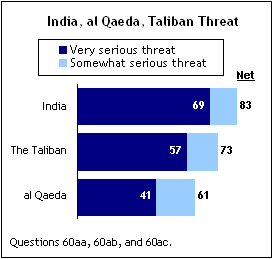 India, al Qaeda, Taliban Threat
Very serious threat
Somewhat serious threat
Net
India 69 83
The Taliban 57 73
al Qaeda 41 61
Questions 60aa, 60ab, and 60ac.